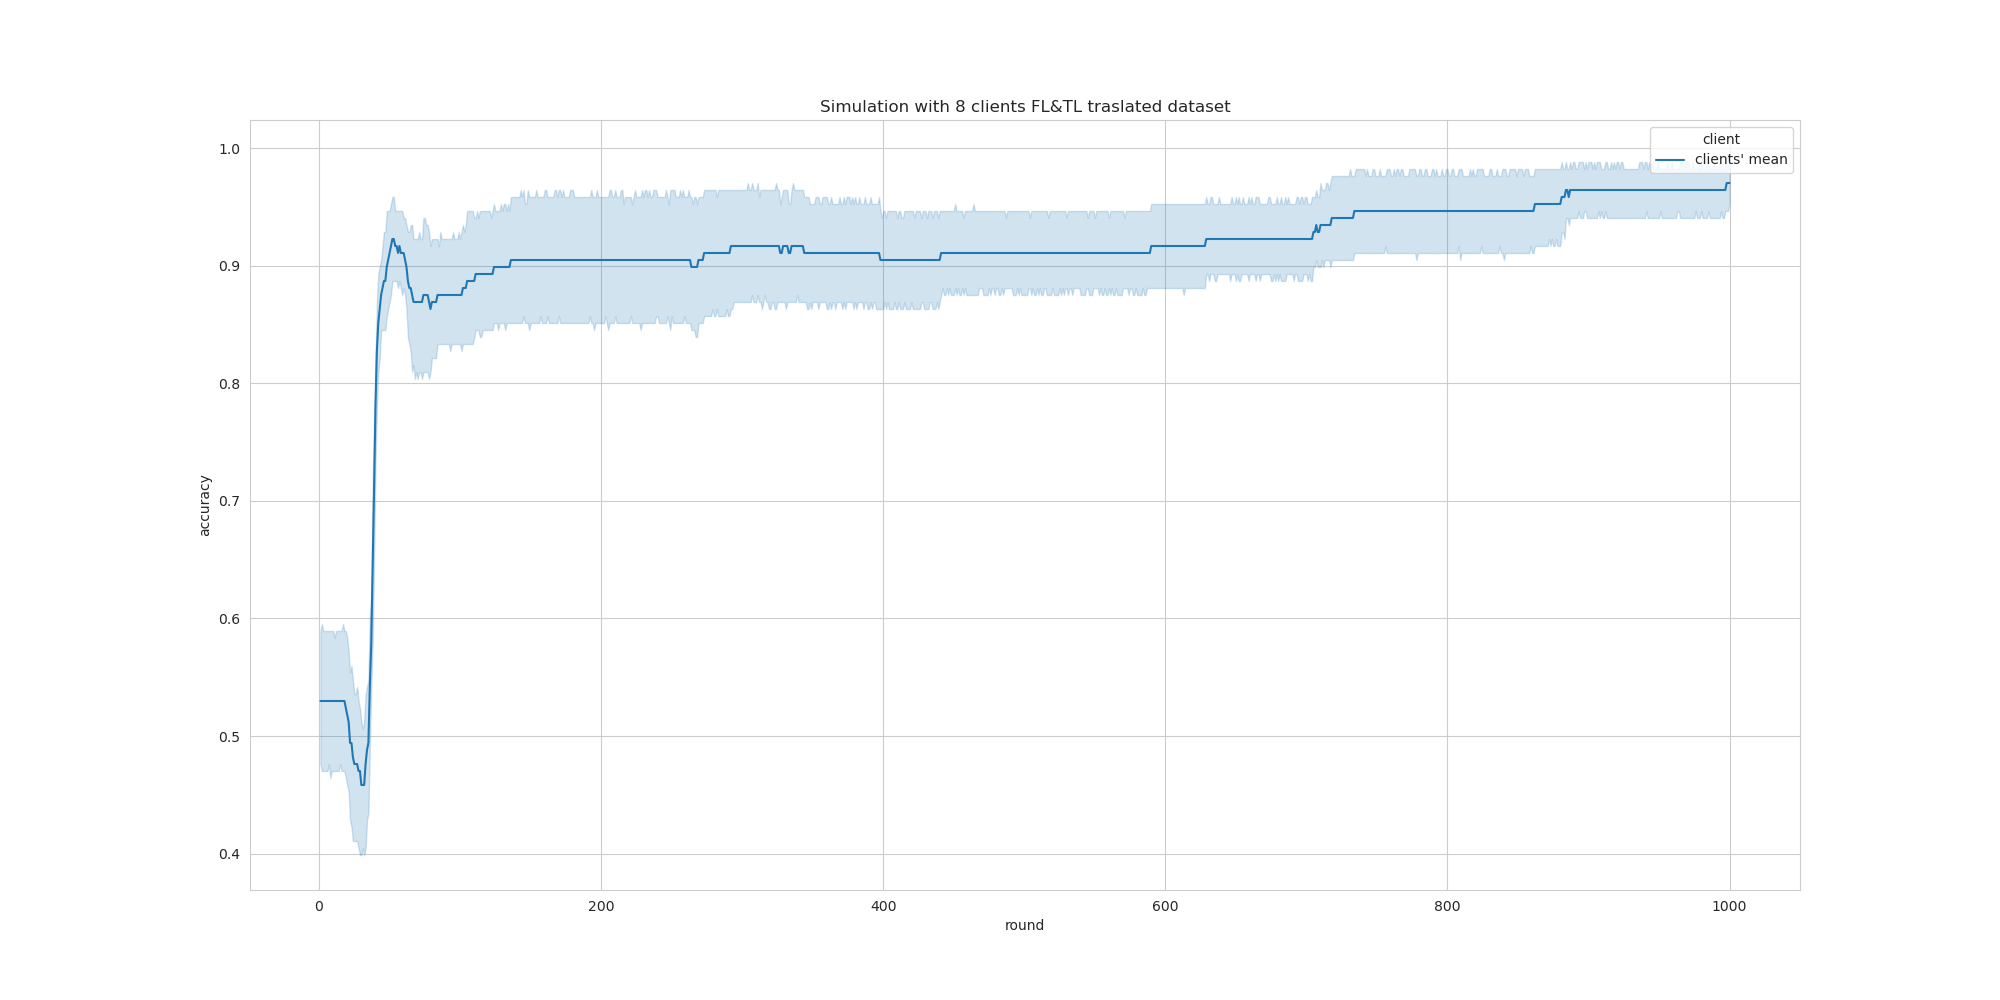 Simulation with 8 clients FL&TL traslated dataset
client
clients' mean
accuracy
1.0
0.9
0.8
0.7
0.6
0.5
0.4
0 200 400 600 800 1000
round